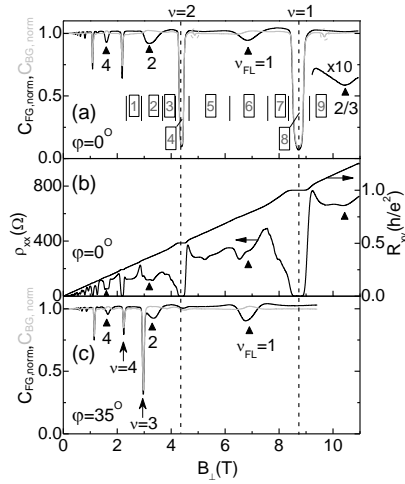 ν=2 ν=1
1.0
0.5
0.0
C_FG,norm, C_BG,norm
4 2 ν_FL=1 x10 2/3
(a)
1 2 3 5 6 7 9
4 8
φ=0°
800
400
0
ρ_xx(Ω)
(b)
φ=0°
1.0
0.5
0.0
R_xy(h/e²)
1.0
0.5
0.0
C_FG,norm, C_BG,norm
(c)
4 2 ν_FL=1
ν=4
ν=3
φ=35°
0 2 4 6 8 10
B_⊥(T)